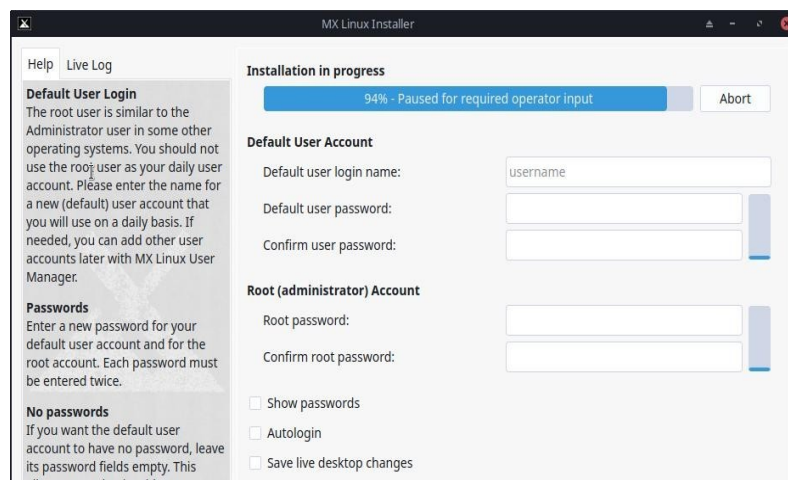 MX Linux Installer
Help Live Log
Default User Login
The root user is similar to the
Administrator user in some other
operating systems. You should not
use the root user as your daily user
account. Please enter the name for
a new (default) user account that
you will use on a daily basis. If
needed, you can add other user
accounts later with MX Linux User
Manager.
Passwords
Enter a new password for your
default user account and for the
root account. Each password must
be entered twice.
No passwords
If you want the default user
account to have no password, leave
its password fields empty. This
Installation in progress
94% - Paused for required operator input Abort
Default User Account
Default user login name: username
Default user password:
Confirm user password:
Root (administrator) Account
Root password:
Confirm root password:
Show passwords
Autologin
Save live desktop changes